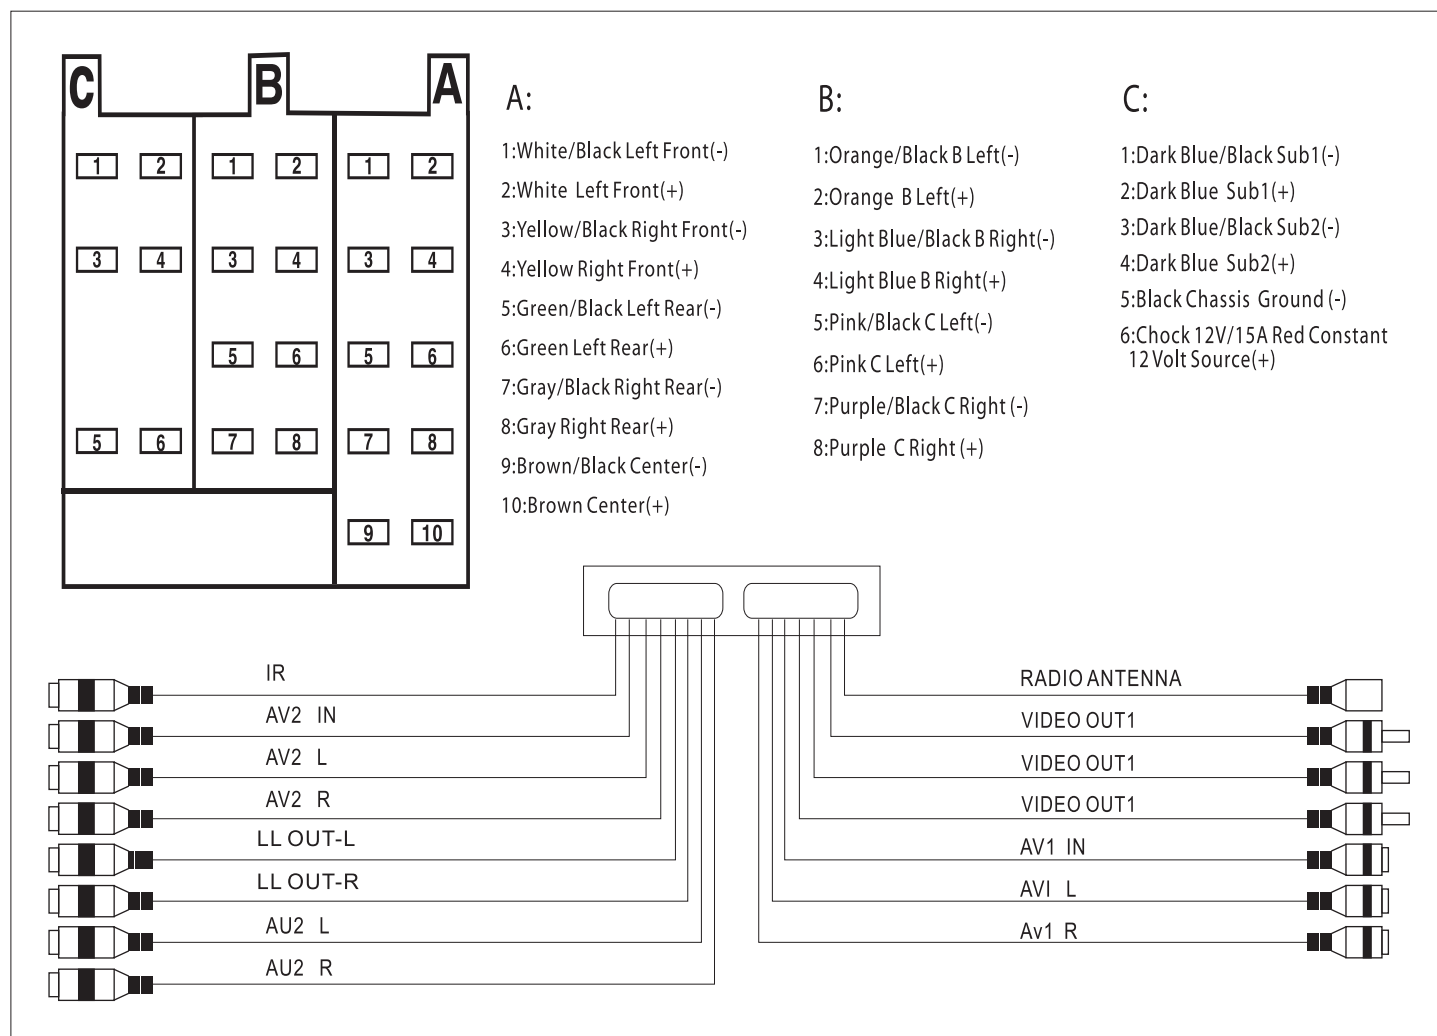 C B A
1 2 1 2 1 2
3 4 3 4 3 4
5 6 5 6
5 6 7 8 7 8
9 10
A:
1:White/Black Left Front(-)
2:White Left Front(+)
3:Yellow/Black Right Front(-)
4:Yellow Right Front(+)
5:Green/Black Left Rear(-)
6:Green Left Rear(+)
7:Gray/Black Right Rear(-)
8:Gray Right Rear(+)
9:Brown/Black Center(-)
10:Brown Center(+)
B:
1:Orange/Black B Left(-)
2:Orange B Left(+)
3:Light Blue/Black B Right(-)
4:Light Blue B Right(+)
5:Pink/Black C Left(-)
6:Pink C Left(+)
7:Purple/Black C Right (-)
8:Purple C Right (+)
C:
1:Dark Blue/Black Sub1(-)
2:Dark Blue Sub1(+)
3:Dark Blue/Black Sub2(-)
4:Dark Blue Sub2(+)
5:Black Chassis Ground (-)
6:Chock 12V/15A Red Constant
12 Volt Source(+)
IR
AV2 IN
AV2 L
AV2 R
LL OUT-L
LL OUT-R
AU2 L
AU2 R
RADIO ANTENNA
VIDEO OUT1
VIDEO OUT1
VIDEO OUT1
AV1 IN
AVI L
Av1 R